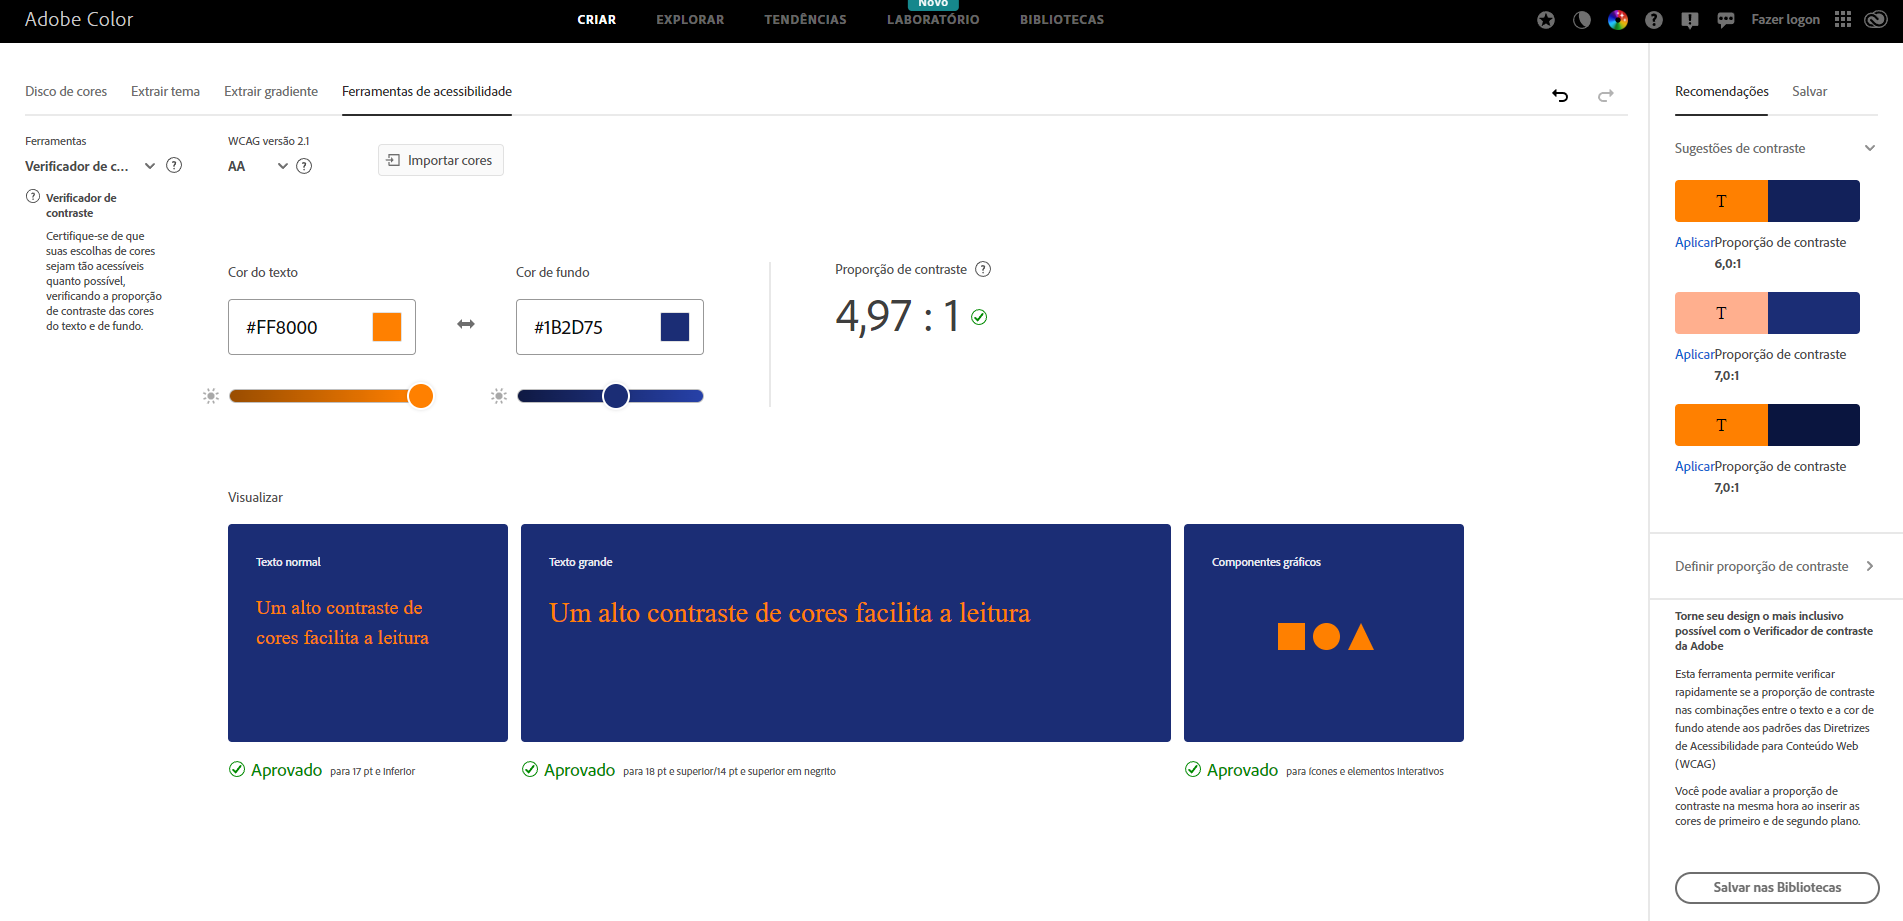 Adobe Color
CRIAR
EXPLORAR
TENDÊNCIAS
Novo
LABORATÓRIO
BIBLIOTECAS
Fazer logon
Disco de cores
Extrair tema
Extrair gradiente
Ferramentas de acessibilidade
Ferramentas
Verificador de c...
WCAG versão 2.1
AA
Importar cores
Verificador de
contraste
Certifique-se de que
suas escolhas de cores
sejam tão acessíveis
quanto possível,
verificando a proporção
de contraste das cores
do texto e de fundo.
Cor do texto
#FF8000
Cor de fundo
#1B2D75
Proporção de contraste
4,97 : 1
Visualizar
Texto normal
Um alto contraste de
cores facilita a leitura
Aprovado para 17 pt e inferior
Texto grande
Um alto contraste de cores facilita a leitura
Aprovado para 18 pt e superior/14 pt e superior em negrito
Componentes gráficos
Aprovado para ícones e elementos interativos
Recomendações
Salvar
Sugestões de contraste
T
AplicarProporção de contraste
6,0:1
T
AplicarProporção de contraste
7,0:1
T
AplicarProporção de contraste
7,0:1
Definir proporção de contraste
Torne seu design o mais inclusivo
possível com o Verificador de contraste
da Adobe
Esta ferramenta permite verificar
rapidamente se a proporção de contraste
nas combinações entre o texto e a cor de
fundo atende aos padrões das Diretrizes
de Acessibilidade para Conteúdo Web
(WCAG)
Você pode avaliar a proporção de
contraste na mesma hora ao inserir as
cores de primeiro e de segundo plano.
Salvar nas Bibliotecas